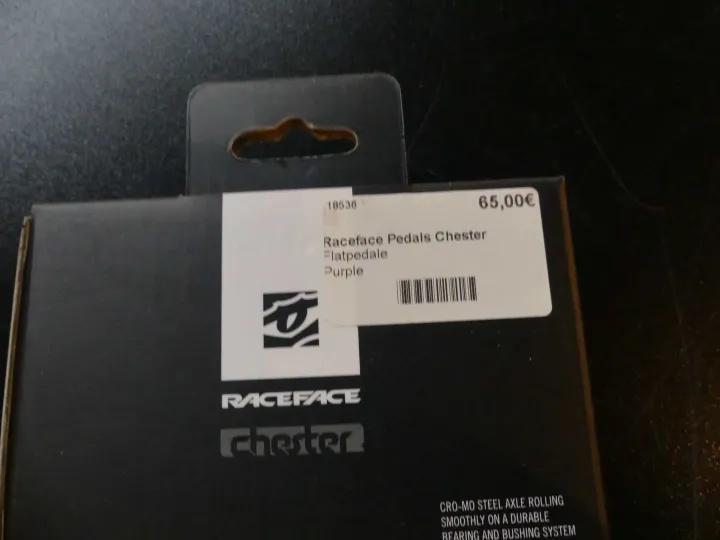 18536
65,00€
Raceface Pedals Chester
Flatpedale
Purple
RACEFACE
chester
CRO-MO STEEL AXLE ROLLING
SMOOTHLY ON A DURABLE
BEARING AND BUSHING SYSTEM